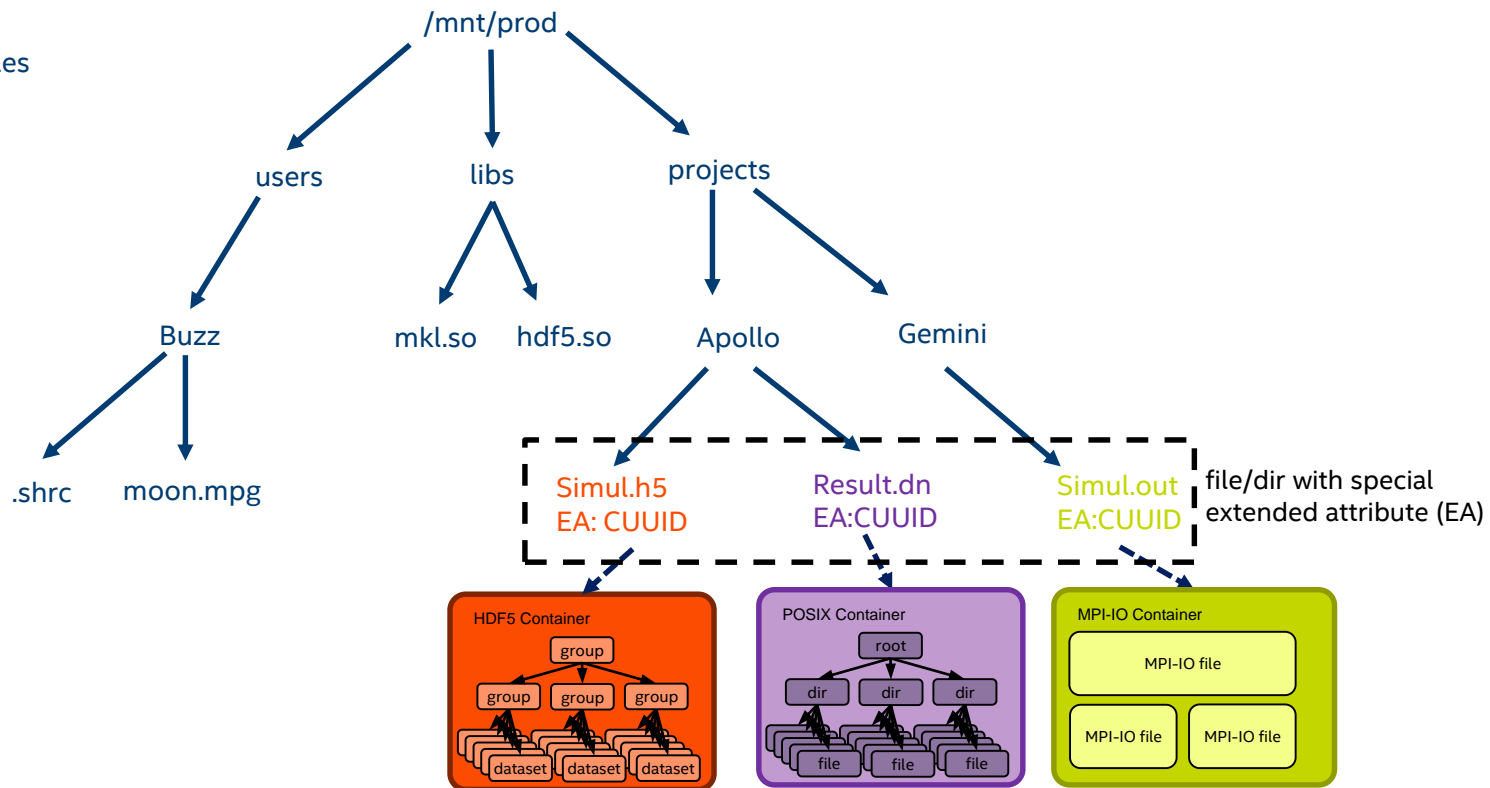 /mnt/prod
users
libs
projects
Buzz
mkl.so
hdf5.so
Apollo
Gemini
.shrc
moon.mpg
Simul.h5
EA: CUUID
Result.dn
EA:CUUID
Simul.out
EA:CUUID
file/dir with special
extended attribute (EA)
HDF5 Container
group
group
group
group
dataset
dataset
dataset
POSIX Container
root
dir
dir
dir
file
file
file
MPI-IO Container
MPI-IO file
MPI-IO file
MPI-IO file